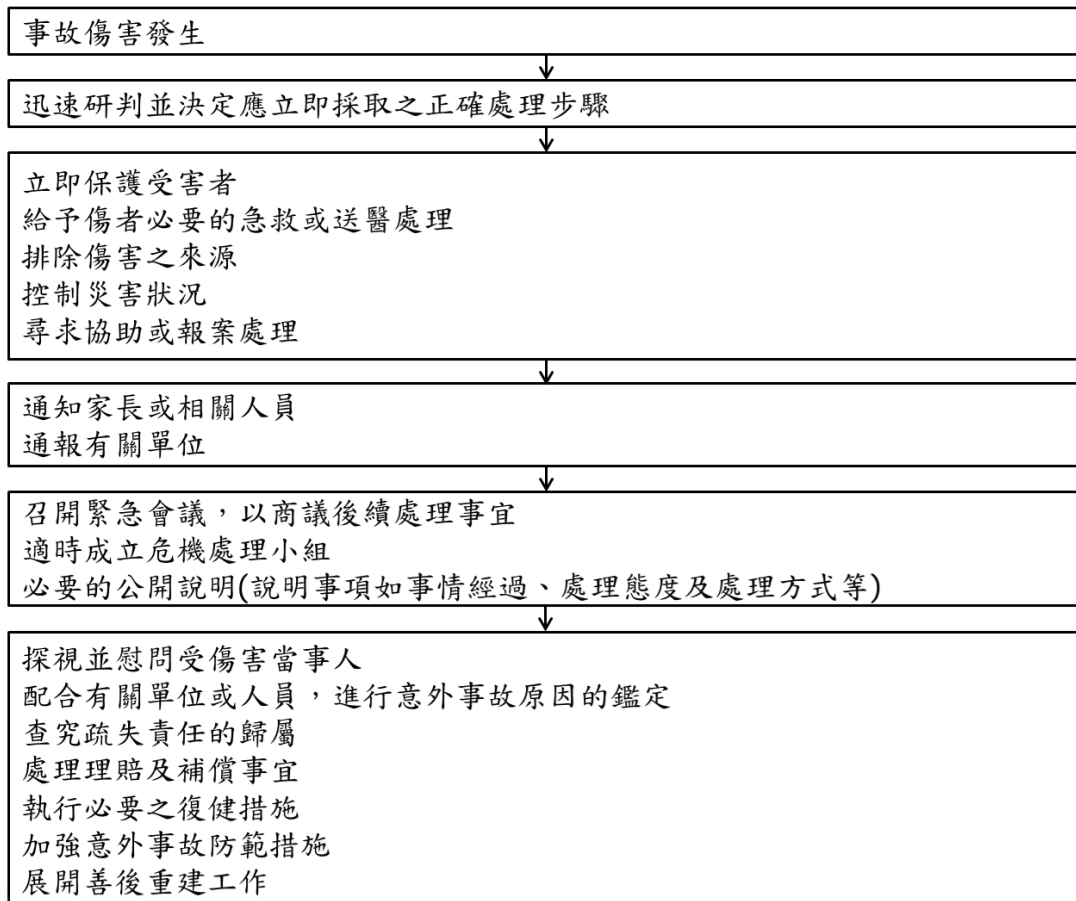 事故傷害發生
迅速研判並決定應立即採取之正確處理步驟
立即保護受害者
給予傷者必要的急救或送醫處理
排除傷害之來源
控制災害狀況
尋求協助或報案處理
通知家長或相關人員
通報有關單位
召開緊急會議，以商議後續處理事宜
適時成立危機處理小組
必要的公開說明(說明事項如事情經過、處理態度及處理方式等)
探視並慰問受傷害當事人
配合有關單位或人員，進行意外事故原因的鑑定
查究疏失責任的歸屬
處理理賠及補償事宜
執行必要之復健措施
加強意外事故防範措施
展開善後重建工作